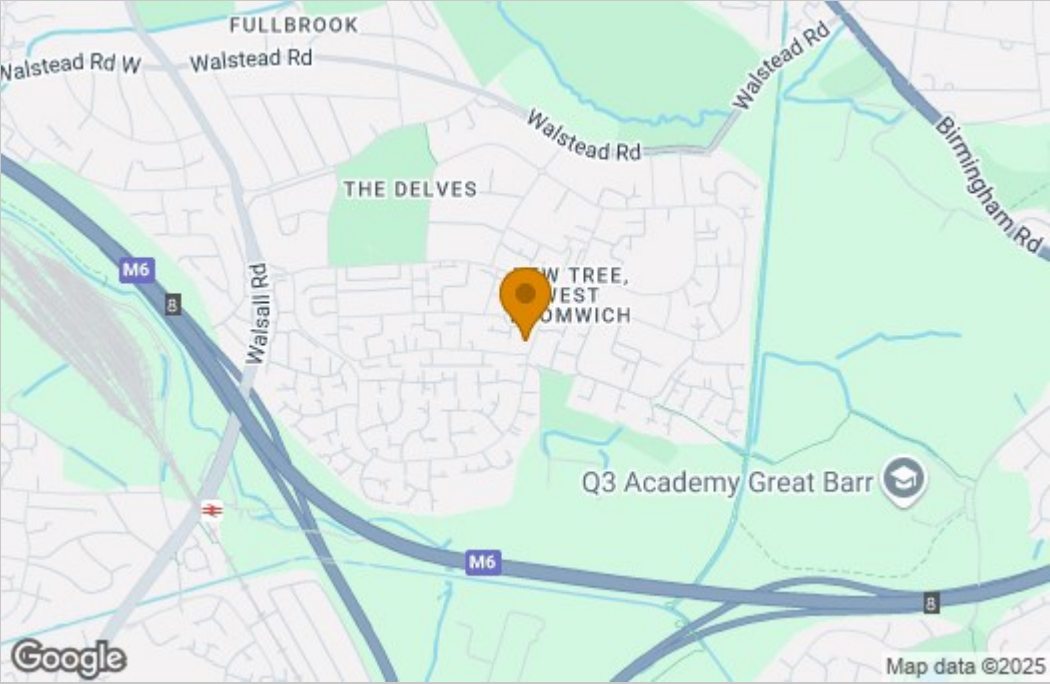 FULLBROOK
Walstead Rd W
Walstead Rd
Walstead Rd
Walstead Rd
Birmingham Rd
THE DELVES
M6
8
Walsall Rd
TREE,
WEST
Q3 Academy Great Barr
M6
8
Google
Map data ©2025